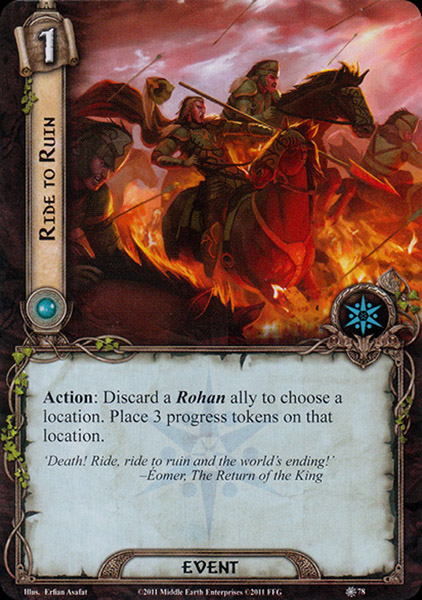 1
RIDE TO RUIN
Action: Discard a Rohan ally to choose a
location. Place 3 progress tokens on that
location.
‘Death! Ride, ride to ruin and the world’s ending!’
–Éomer, The Return of the King
EVENT
Illus. Erfian Asafat ©2011 Middle Earth Enterprises ©2011 FFG 78